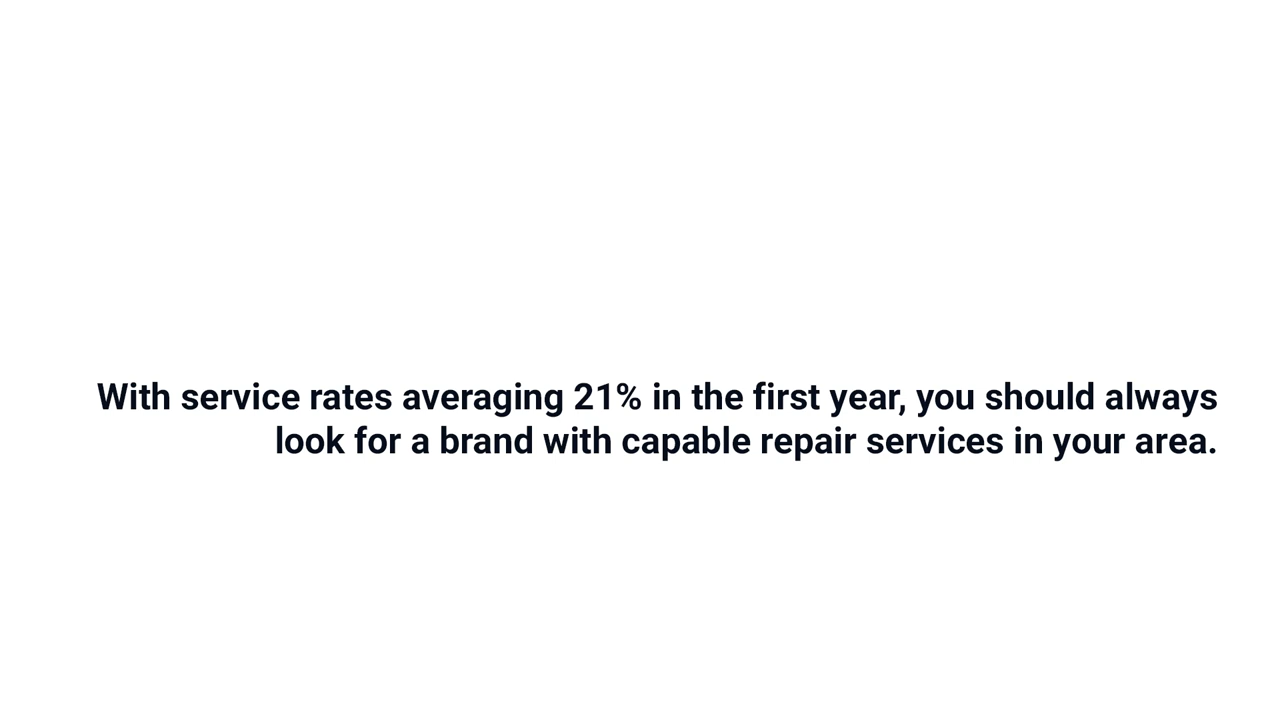 With service rates averaging 21% in the first year, you should always
look for a brand with capable repair services in your area.